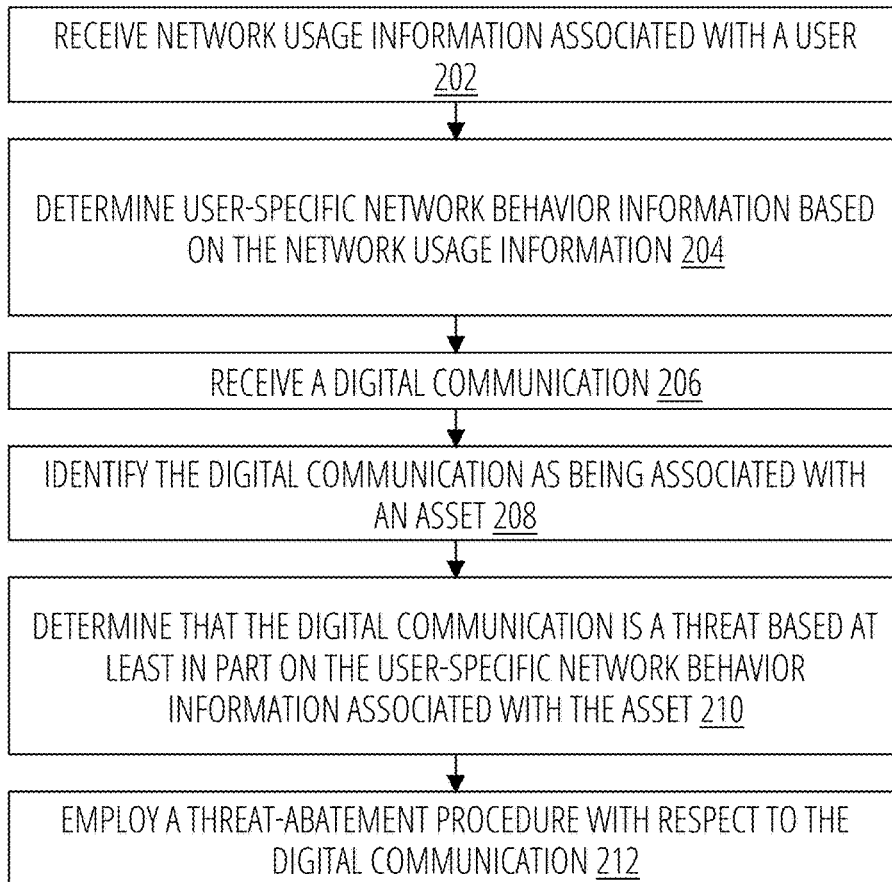 RECEIVE NETWORK USAGE INFORMATION ASSOCIATED WITH A USER
202
DETERMINE USER-SPECIFIC NETWORK BEHAVIOR INFORMATION BASED
ON THE NETWORK USAGE INFORMATION 204
RECEIVE A DIGITAL COMMUNICATION 206
IDENTIFY THE DIGITAL COMMUNICATION AS BEING ASSOCIATED WITH
AN ASSET 208
DETERMINE THAT THE DIGITAL COMMUNICATION IS A THREAT BASED AT
LEAST IN PART ON THE USER-SPECIFIC NETWORK BEHAVIOR
INFORMATION ASSOCIATED WITH THE ASSET 210
EMPLOY A THREAT-ABATEMENT PROCEDURE WITH RESPECT TO THE
DIGITAL COMMUNICATION 212